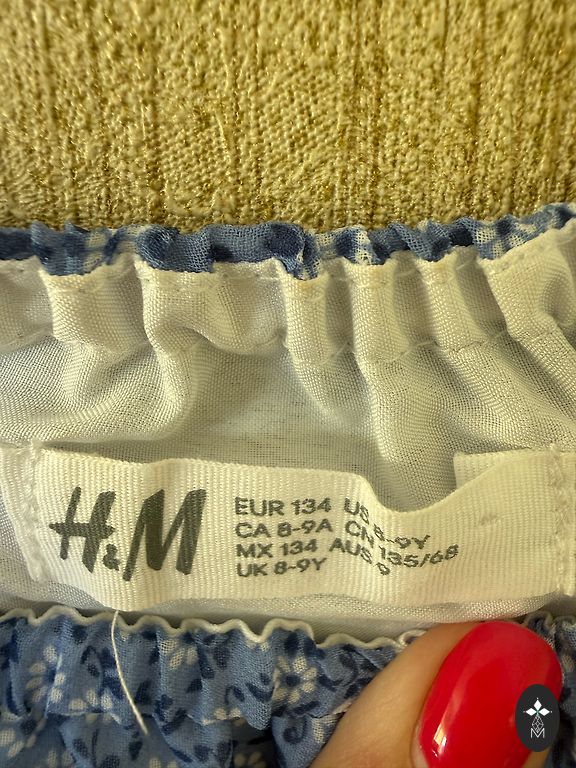 H&M
EUR 134 US 8-9Y
CA 8-9A CN 135/68
MX 134 AUS 9
UK 8-9Y
M